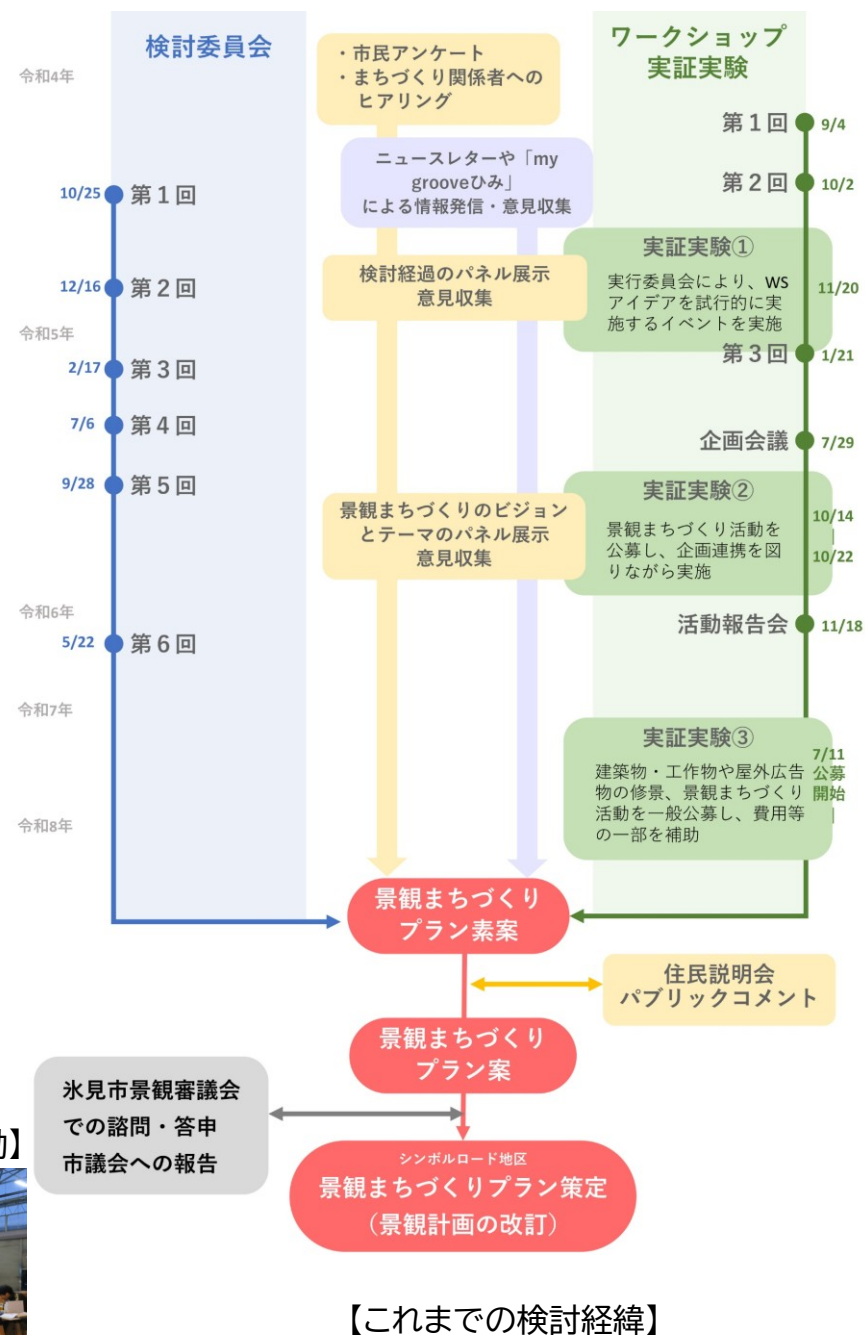 検討委員会
令和4年
10/25 第1回
12/16 第2回
令和5年
2/17 第3回
7/6 第4回
9/28 第5回
令和6年
5/22 第6回
令和7年
令和8年
・市民アンケート
・まちづくり関係者への
ヒアリング
ニュースレターや「my
grooveひみ」
による情報発信・意見収集
検討経過のパネル展示
意見収集
景観まちづくりのビジョン
とテーマのパネル展示
意見収集
ワークショップ
実証実験
第1回 9/4
第2回 10/2
実証実験①
実行委員会により、WS
アイデアを試行的に実
施するイベントを実施
11/20
第3回 1/21
企画会議 7/29
実証実験②
景観まちづくり活動を
公募し、企画連携を図
りながら実施
10/14
|
10/22
活動報告会 11/18
実証実験③
建築物・工作物や屋外広告
物の修景、景観まちづくり
活動を一般公募し、費用等
の一部を補助
7/11
公募
開始
|
景観まちづくり
プラン素案
住民説明会
パブリックコメント
景観まちづくり
プラン案
氷見市景観審議会
での諮問・答申
市議会への報告
シンボルロード地区
景観まちづくりプラン策定
（景観計画の改訂）
【これまでの検討経緯】